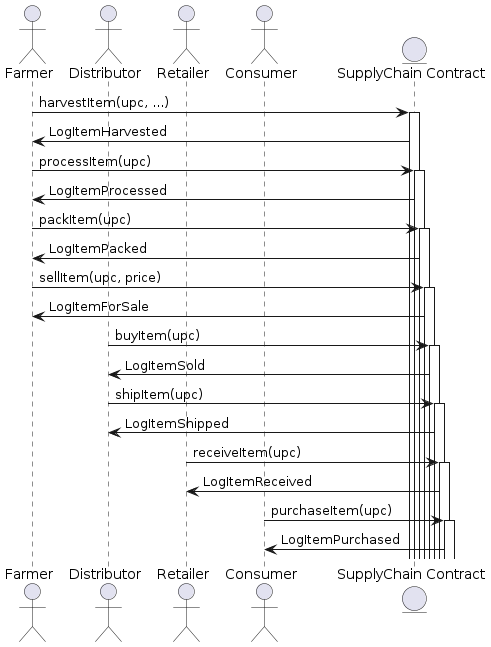 Farmer Distributor Retailer Consumer SupplyChain Contract
harvestItem(upc, ...)
LogItemHarvested
processItem(upc)
LogItemProcessed
packItem(upc)
LogItemPacked
sellItem(upc, price)
LogItemForSale
buyItem(upc)
LogItemSold
shipItem(upc)
LogItemShipped
receiveItem(upc)
LogItemReceived
purchaseItem(upc)
LogItemPurchased
Farmer Distributor Retailer Consumer SupplyChain Contract